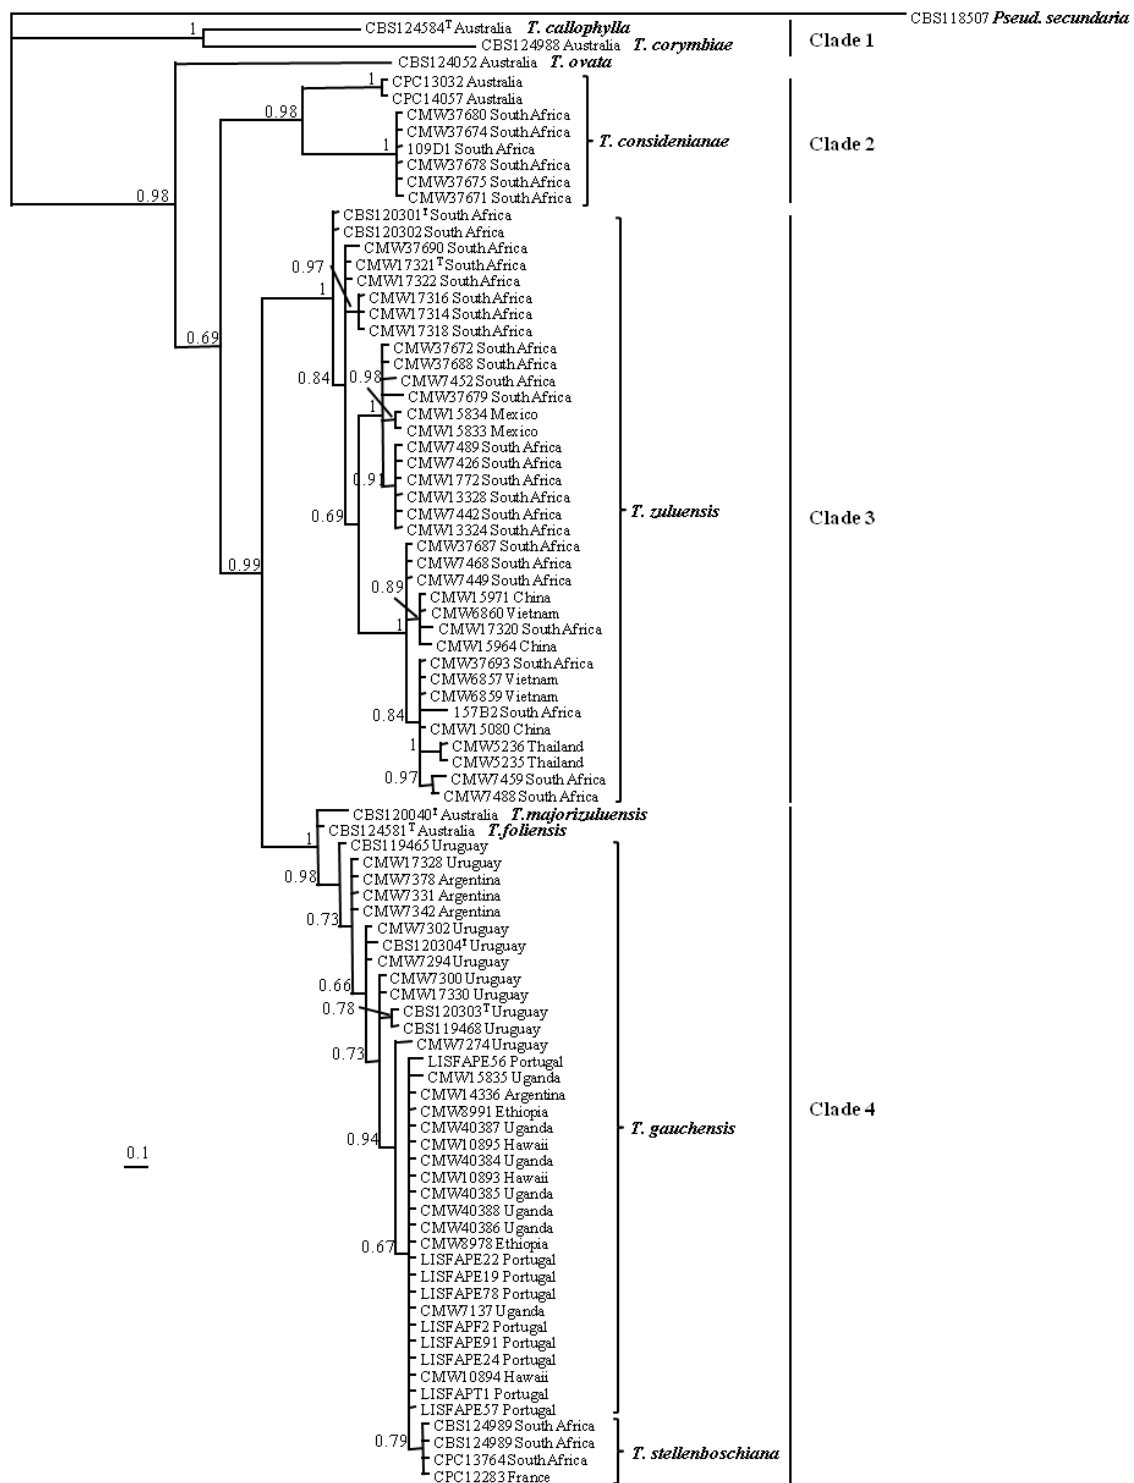 CBS118507 Pseud. secundaria
1 CBS124584ᵀ Australia T. callophylla
CBS124988 Australia T. corymbiae
Clade 1
CBS124052 Australia T. ovata
1 CPC13032 Australia
CPC14057 Australia
0.98
CMW37680 South Africa
CMW37674 South Africa
T. considenianae
Clade 2
1 109D1 South Africa
CMW37678 South Africa
CMW37675 South Africa
CMW37671 South Africa
0.98
CBS120301ᵀ South Africa
CBS120302 South Africa
CMW37690 South Africa
0.97
CMW17321ᵀ South Africa
CMW17322 South Africa
1
CMW17316 South Africa
CMW17314 South Africa
CMW17318 South Africa
0.69
CMW37672 South Africa
CMW37688 South Africa
0.84
0.98
CMW7452 South Africa
CMW37679 South Africa
1
CMW15834 Mexico
CMW15833 Mexico
CMW7489 South Africa
CMW7426 South Africa
0.91
CMW1772 South Africa
CMW13328 South Africa
CMW7442 South Africa
0.69
T. zuluensis
Clade 3
CMW13324 South Africa
CMW37687 South Africa
CMW7468 South Africa
0.99
CMW7449 South Africa
0.89
CMW15971 China
CMW6860 Vietnam
1
CMW17320 South Africa
CMW15964 China
CMW37693 South Africa
CMW6857 Vietnam
CMW6859 Vietnam
0.84
157B2 South Africa
CMW15080 China
1
CMW5236 Thailand
CMW5235 Thailand
0.97
CMW7459 South Africa
CMW7488 South Africa
CBS120040ᵀ Australia T.majorizuluensis
CBS124581ᵀ Australia T.foliensis
1
CBS119465 Uruguay
CMW17328 Uruguay
0.98
CMW7378 Argentina
CMW7331 Argentina
CMW7342 Argentina
0.73
CMW7302 Uruguay
CBS120304ᵀ Uruguay
CMW7294 Uruguay
CMW7300 Uruguay
0.66
CMW17330 Uruguay
0.78
CBS120303ᵀ Uruguay
CBS119468 Uruguay
CMW7274 Uruguay
0.73
LISFAPE56 Portugal
CMW15835 Uganda
CMW14336 Argentina
CMW8991 Ethiopia
Clade 4
CMW40387 Uganda
T. gauchensis
0.94
CMW10895 Hawaii
0.1
CMW40384 Uganda
CMW10893 Hawaii
CMW40385 Uganda
CMW40388 Uganda
CMW40386 Uganda
0.67
CMW8978 Ethiopia
LISFAPE22 Portugal
LISFAPE19 Portugal
LISFAPE78 Portugal
CMW7137 Uganda
LISFAPF2 Portugal
LISFAPE91 Portugal
LISFAPE24 Portugal
CMW10894 Hawaii
LISFAPT1 Portugal
LISFAPE57 Portugal
CBS124989 South Africa
0.79
CBS124989 South Africa
T. stellenboschiana
CPC13764 South Africa
CPC12283 France